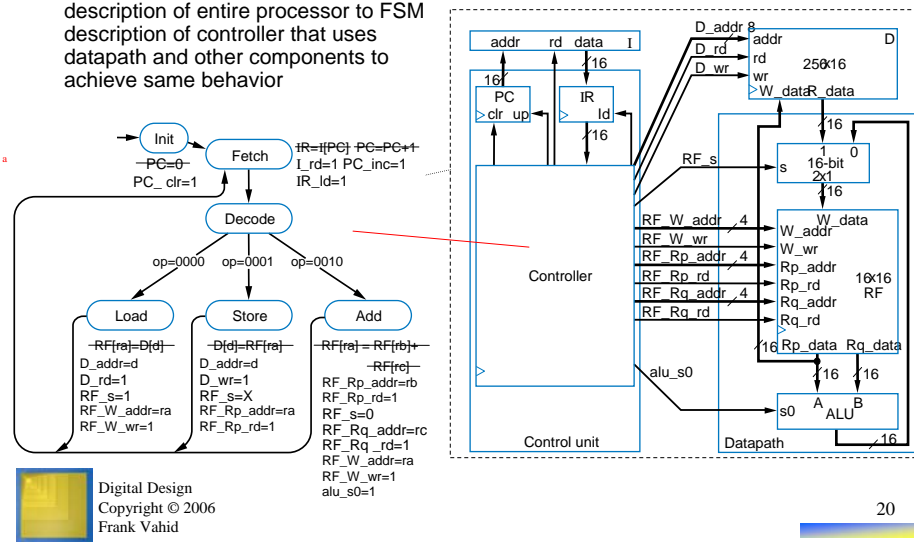 description of entire processor to FSM
description of controller that uses
datapath and other components to
achieve same behavior
a
Init
PC=0
PC_ clr=1
Fetch
IR=I[PC] PC=PC+1
I_rd=1 PC_inc=1
IR_ld=1
Decode
op=0000
op=0001
op=0010
Load
RF[ra]=D[d]
D_addr=d
D_rd=1
RF_s=1
RF_W_addr=ra
RF_W_wr=1
Store
D[d]=RF[ra]
D_addr=d
D_wr=1
RF_s=X
RF_Rp_addr=ra
RF_Rp_rd=1
Add
RF[ra] = RF[rb]+
RF[rc]
RF_Rp_addr=rb
RF_Rp_rd=1
RF_s=0
RF_Rq_addr=rc
RF_Rq _rd=1
RF_W_addr=ra
RF_W_wr=1
alu_s0=1
addr rd data I
16
16
PC
clr up
IR
ld
16
Controller
Control unit
D_addr 8
D_rd
D_wr
addr
rd
wr
D
256x16
W_data R_data
16
RF_s
s
1 0
16-bit
2x1
16
RF_W_addr 4
RF_W_wr
RF_Rp_addr 4
RF_Rp_rd
RF_Rq_addr 4
RF_Rq_rd
W_data
W_addr
W_wr
Rp_addr
Rp_rd
Rq_addr
Rq_rd
16x16
RF
Rp_data Rq_data
16
16
16
alu_s0
s0
A B
ALU
16
Datapath
Digital Design
Copyright © 2006
Frank Vahid
20